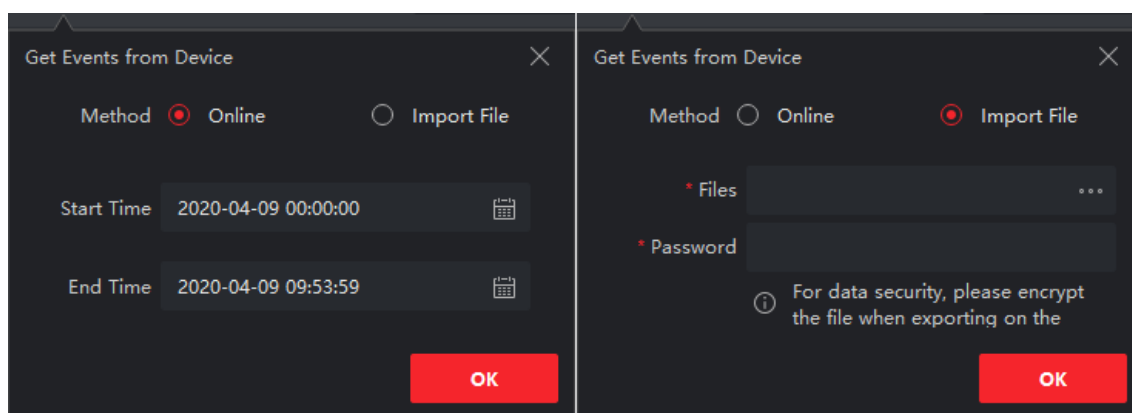 Get Events from Device
Method Online Import File
Start Time 2020-04-09 00:00:00
End Time 2020-04-09 09:53:59
OK
Get Events from Device
Method Online Import File
* Files
* Password
For data security, please encrypt
the file when exporting on the
OK